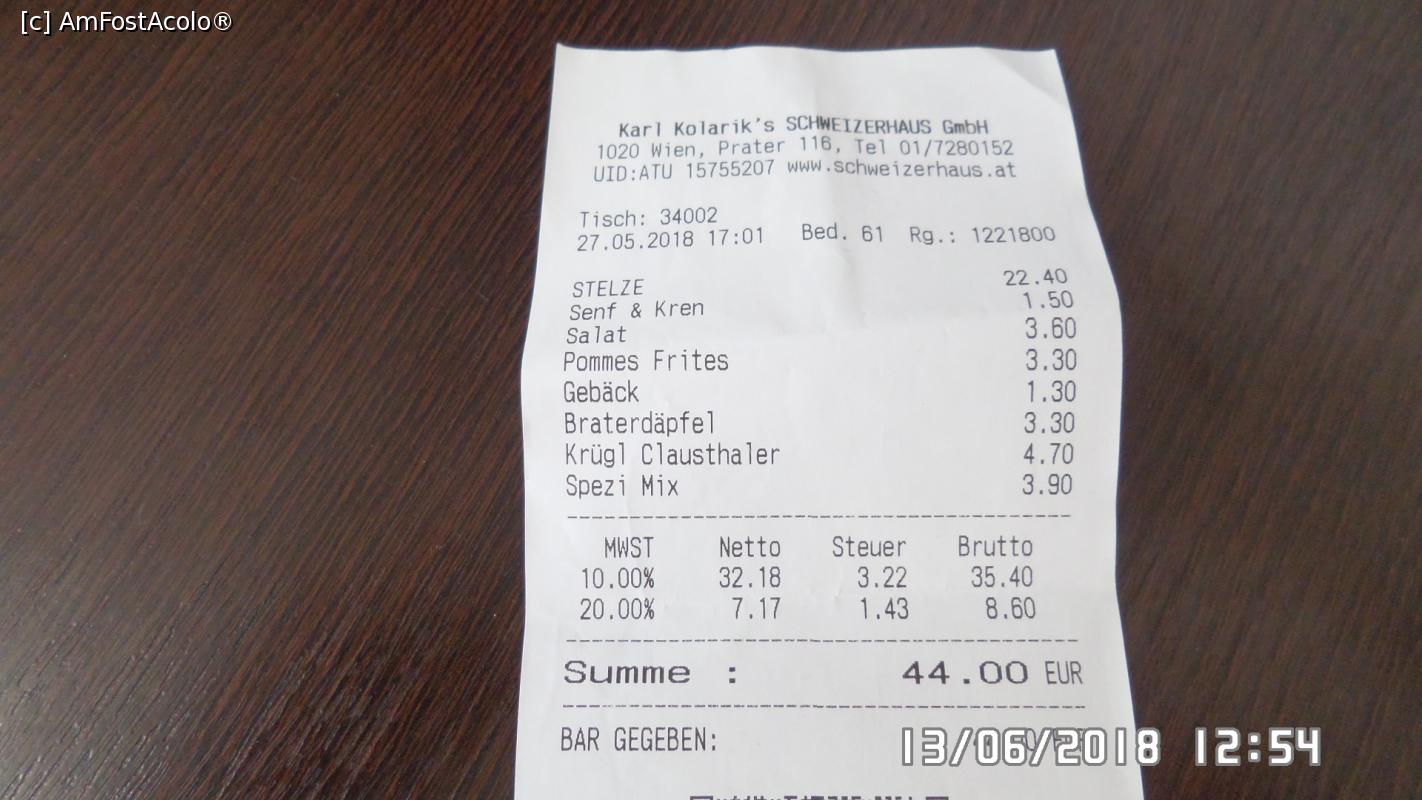 [c] AmFostAcolo®
Karl Kolarik's SCHWEIZERHAUS GmbH
1020 Wien, Prater 116, Tel 01/7280152
UID:ATU 15755207 www.schweizerhaus.at
Tisch: 34002
27.05.2018 17:01 Bed. 61 Rg.: 1221800
STELZE 22.40
Senf & Kren 1.50
Salat 3.60
Pommes Frites 3.30
Gebäck 1.30
Braterdäpfel 3.30
Krügl Clausthaler 4.70
Spezi Mix 3.90
MWST Netto Steuer Brutto
10.00% 32.18 3.22 35.40
20.00% 7.17 1.43 8.60
Summe : 44.00 EUR
BAR GEGEBEN:
13/06/2018 12:54